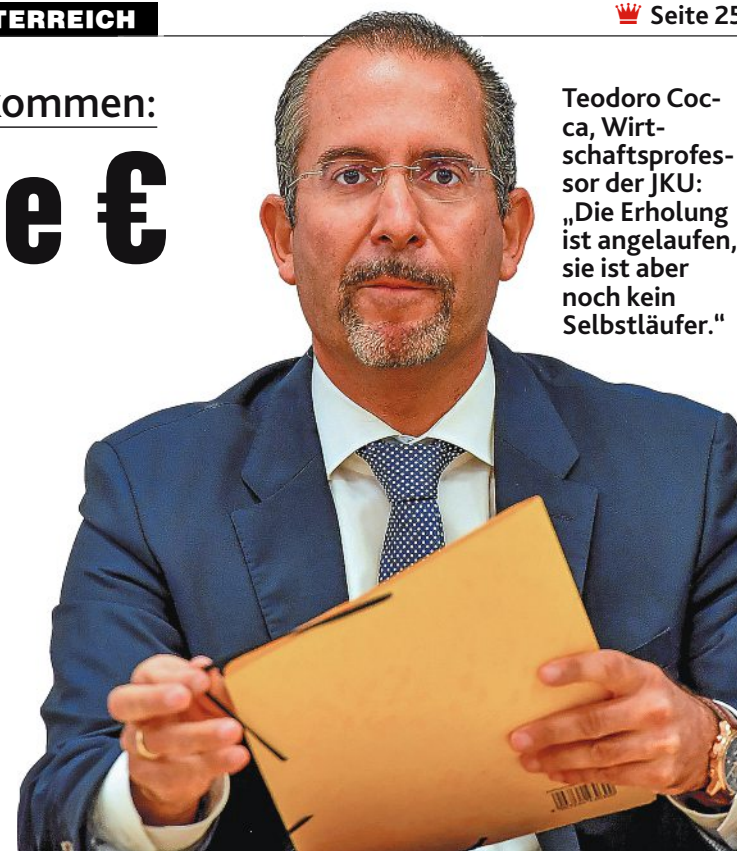 TERREICH
Seite 25
kommen:
e €
Teodoro Coc-
ca, Wirt-
schaftsprofes-
sor der JKU:
„Die Erholung
ist angelaufen,
sie ist aber
noch kein
Selbstläufer.“